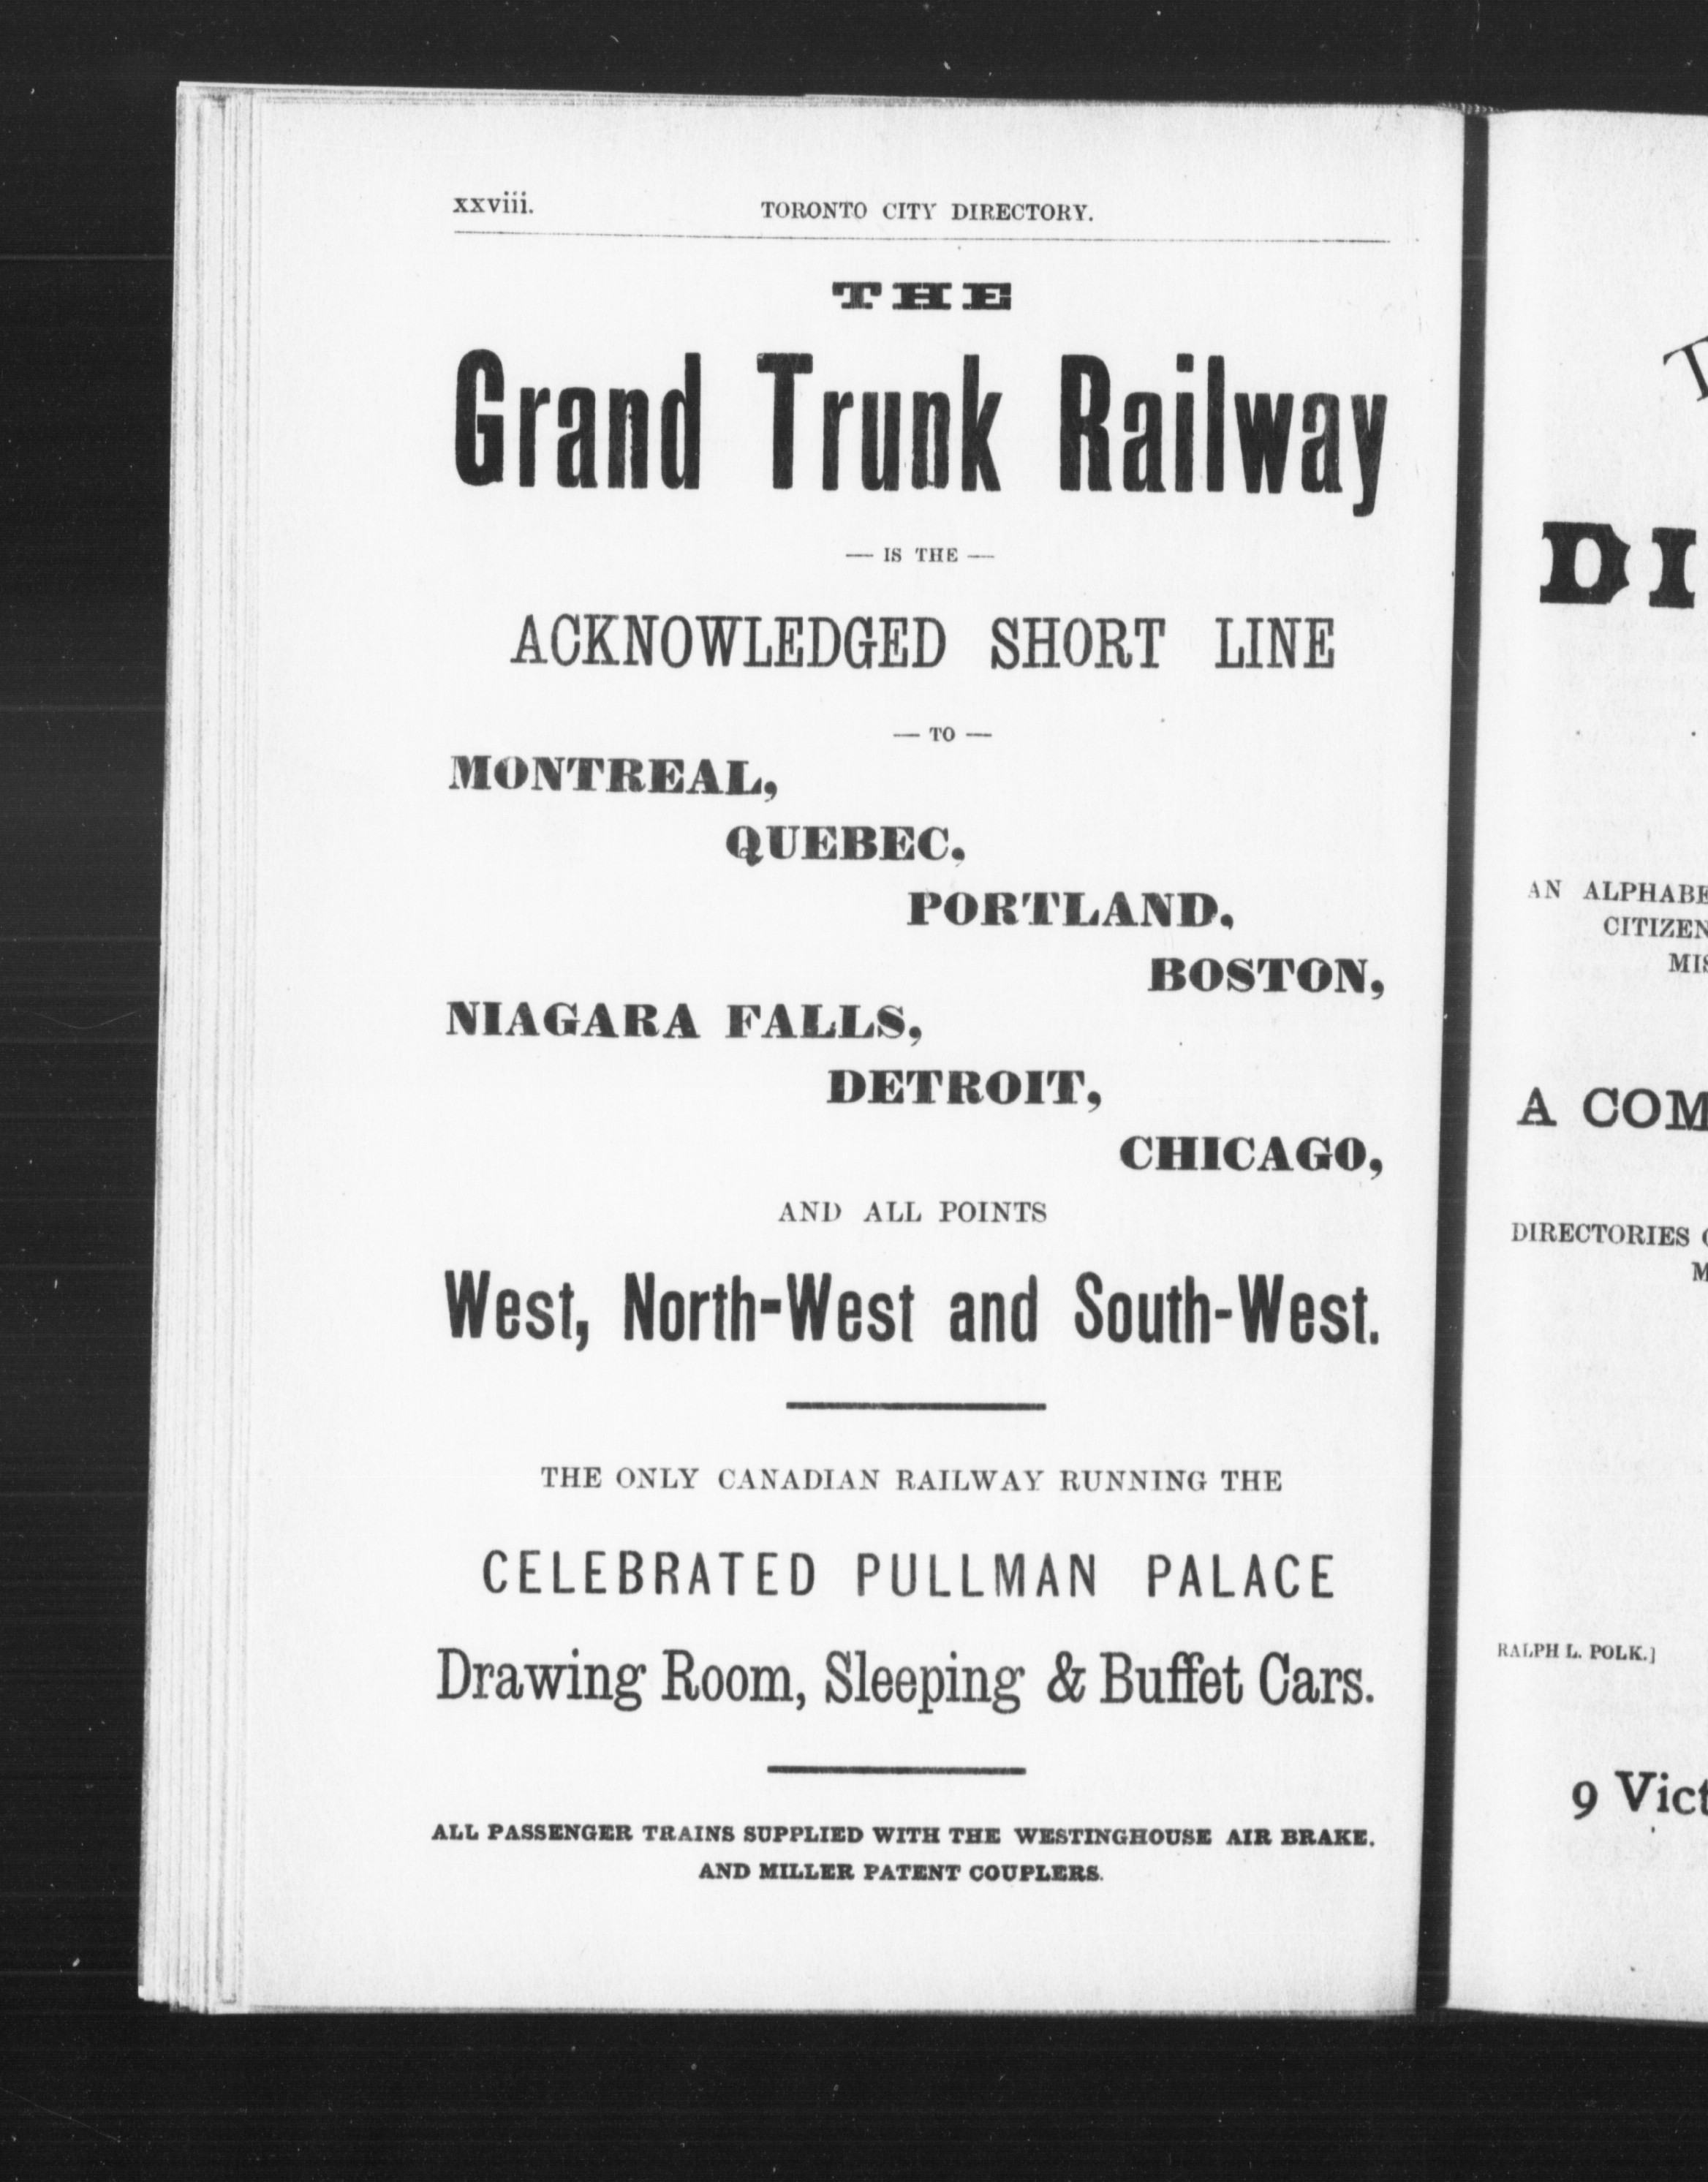 xxviii. TORONTO CITY DIRECTORY.
THE
Grand Trunk Railway
— IS THE —
ACKNOWLEDGED SHORT LINE
— TO —
MONTREAL,
QUEBEC.
PORTLAND,
BOSTON,
NIAGARA FALLS,
DETROIT,
CHICAGO,
AND ALL POINTS
West, North-West and South-West.
THE ONLY CANADIAN RAILWAY RUNNING THE
CELEBRATED PULLMAN PALACE
Drawing Room, Sleeping & Buffet Cars.
ALL PASSENGER TRAINS SUPPLIED WITH THE WESTINGHOUSE AIR BRAKE.
AND MILLER PATENT COUPLERS.
T
DI
AN ALPHABE
CITIZEN
MIS
A COM
DIRECTORIES
M
RALPH L. POLK.]
9 Vict